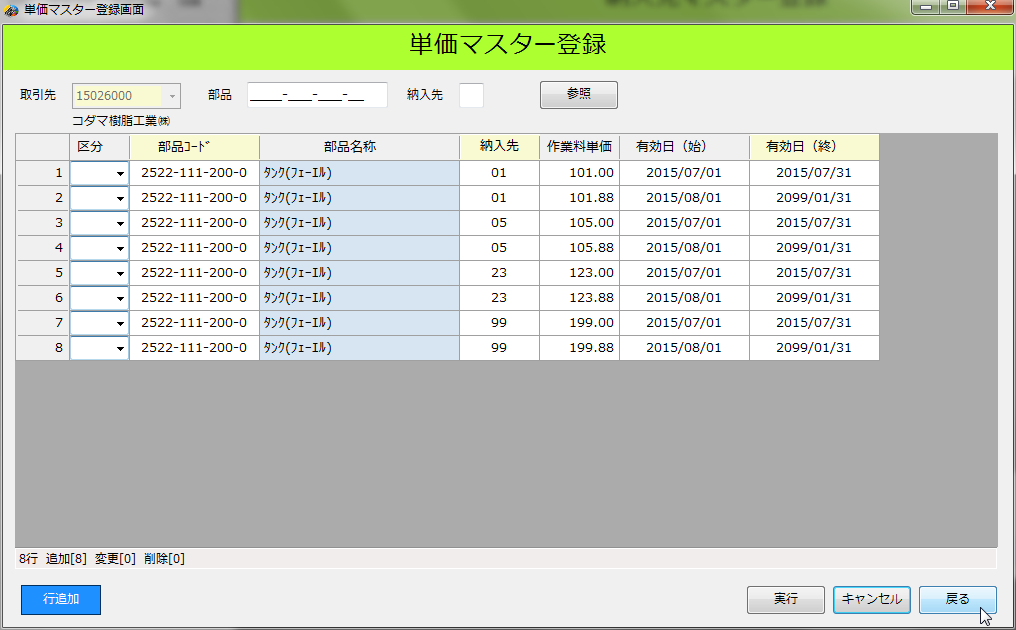 単価マスター登録画面
単価マスター登録
取引先 15026000 部品 ____-___-___-__ 納入先 参照
コダマ樹脂工業㈱
区分 部品ｺｰﾄﾞ 部品名称 納入先 作業料単価 有効日（始） 有効日（終）
1 2522-111-200-0 ﾀﾝｸ(ﾌｪｰｴﾙ) 01 101.00 2015/07/01 2015/07/31
2 2522-111-200-0 ﾀﾝｸ(ﾌｪｰｴﾙ) 01 101.88 2015/08/01 2099/01/31
3 2522-111-200-0 ﾀﾝｸ(ﾌｪｰｴﾙ) 05 105.00 2015/07/01 2015/07/31
4 2522-111-200-0 ﾀﾝｸ(ﾌｪｰｴﾙ) 05 105.88 2015/08/01 2099/01/31
5 2522-111-200-0 ﾀﾝｸ(ﾌｪｰｴﾙ) 23 123.00 2015/07/01 2015/07/31
6 2522-111-200-0 ﾀﾝｸ(ﾌｪｰｴﾙ) 23 123.88 2015/08/01 2099/01/31
7 2522-111-200-0 ﾀﾝｸ(ﾌｪｰｴﾙ) 99 199.00 2015/07/01 2015/07/31
8 2522-111-200-0 ﾀﾝｸ(ﾌｪｰｴﾙ) 99 199.88 2015/08/01 2099/01/31
8行 追加[8] 変更[0] 削除[0]
行追加 実行 キャンセル 戻る